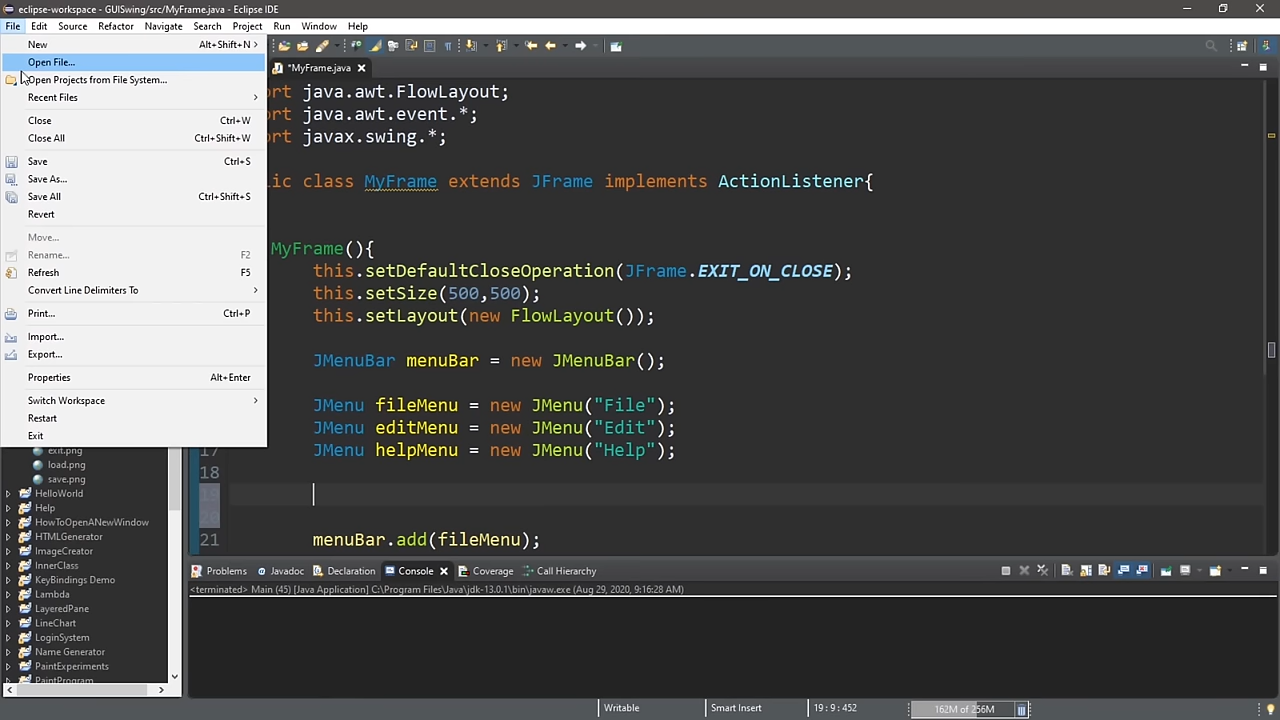 eclipse-workspace - GUISwing/src/MyFrame.java - Eclipse IDE
File Edit Source Refactor Navigate Search Project Run Window Help
New Alt+Shift+N
Open File...
Open Projects from File System...
Recent Files
Close Ctrl+W
Close All Ctrl+Shift+W
Save Ctrl+S
Save As...
Save All Ctrl+Shift+S
Revert
Move...
Rename... F2
Refresh F5
Convert Line Delimiters To
Print... Ctrl+P
Import...
Export...
Properties Alt+Enter
Switch Workspace
Restart
Exit
exit.png
load.png
save.png
HelloWorld
Help
HowToOpenANewWindow
HTMLGenerator
ImageCreator
InnerClass
KeyBindings Demo
Lambda
LayeredPane
LineChart
LoginSystem
Name Generator
PaintExperiments
PaintProgram
*MyFrame.java
ort java.awt.FlowLayout;
ort java.awt.event.*;
ort javax.swing.*;
ic class MyFrame extends JFrame implements ActionListener{
MyFrame(){
this.setDefaultCloseOperation(JFrame.EXIT_ON_CLOSE);
this.setSize(500,500);
this.setLayout(new FlowLayout());
JMenuBar menuBar = new JMenuBar();
JMenu fileMenu = new JMenu("File");
JMenu editMenu = new JMenu("Edit");
17 JMenu helpMenu = new JMenu("Help");
18
19
20
21 menuBar.add(fileMenu);
Problems Javadoc Declaration Console Coverage Call Hierarchy
<terminated> Main (45) [Java Application] C:\Program Files\Java\jdk-13.0.1\bin\javaw.exe (Aug 29, 2020, 9:16:28 AM)
Writable Smart Insert 19 : 9 : 452 162M of 256M